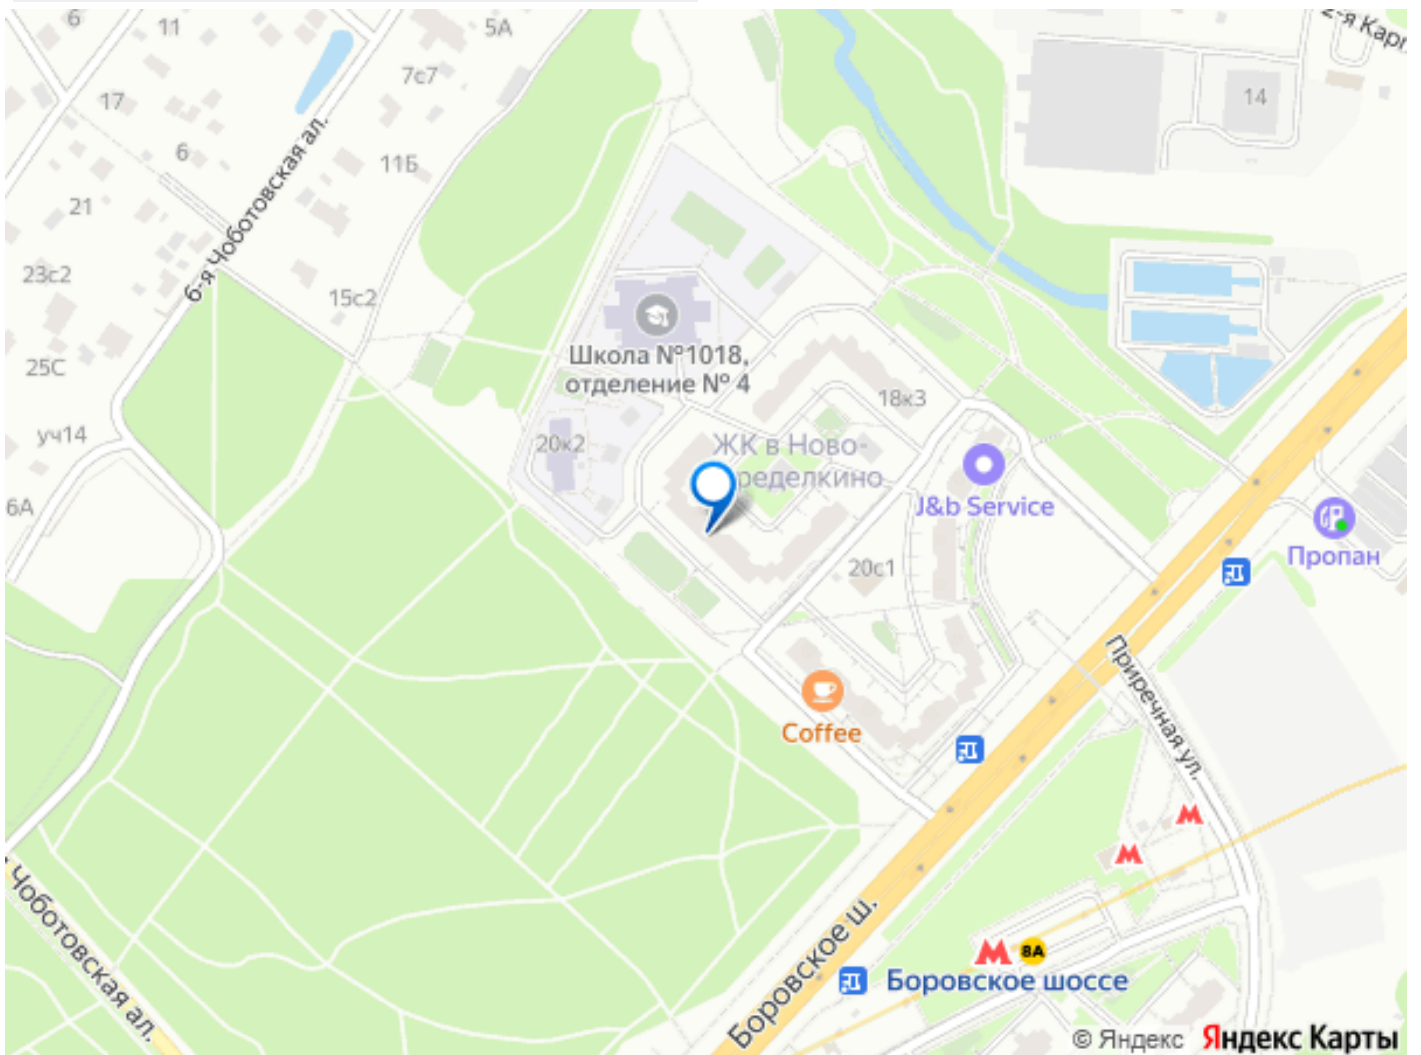 6
11
5А
2-я Карп
7с7
17
14
6
11Б
6-я Чоботовская ал.
21
23с2
15с2
Школа №1018,
отделение № 4
25С
18к3
уч14
20к2
ЖК в Ново-
ределкино
6А
J&b Service
Пропан
20с1
Приречная ул.
Coffee
Чоботовская ал.
Боровское ш.
8А
Боровское шоссе
© Яндекс Яндекс Карты